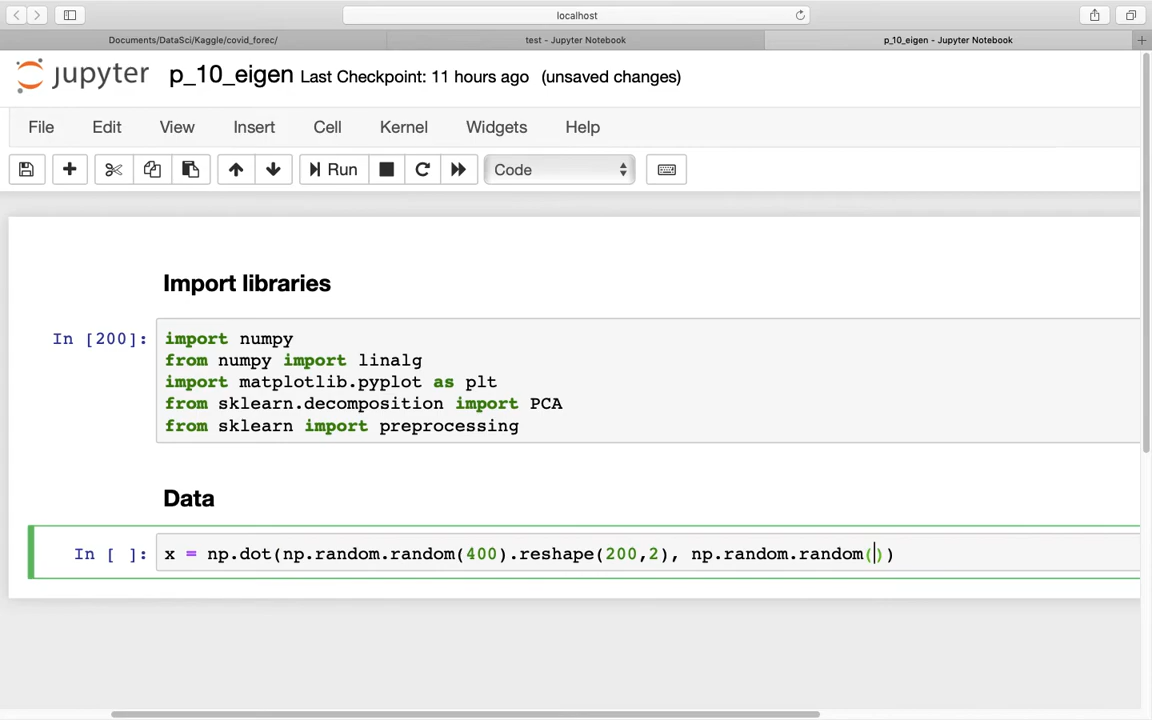 localhost
Documents/DataSci/Kaggle/covid_forec/
test - Jupyter Notebook
p_10_eigen - Jupyter Notebook
jupyter p_10_eigen Last Checkpoint: 11 hours ago (unsaved changes)
File Edit View Insert Cell Kernel Widgets Help
Run Code
Import libraries
In [200]: import numpy
from numpy import linalg
import matplotlib.pyplot as plt
from sklearn.decomposition import PCA
from sklearn import preprocessing
Data
In [ ]: x = np.dot(np.random.random(400).reshape(200,2), np.random.random())